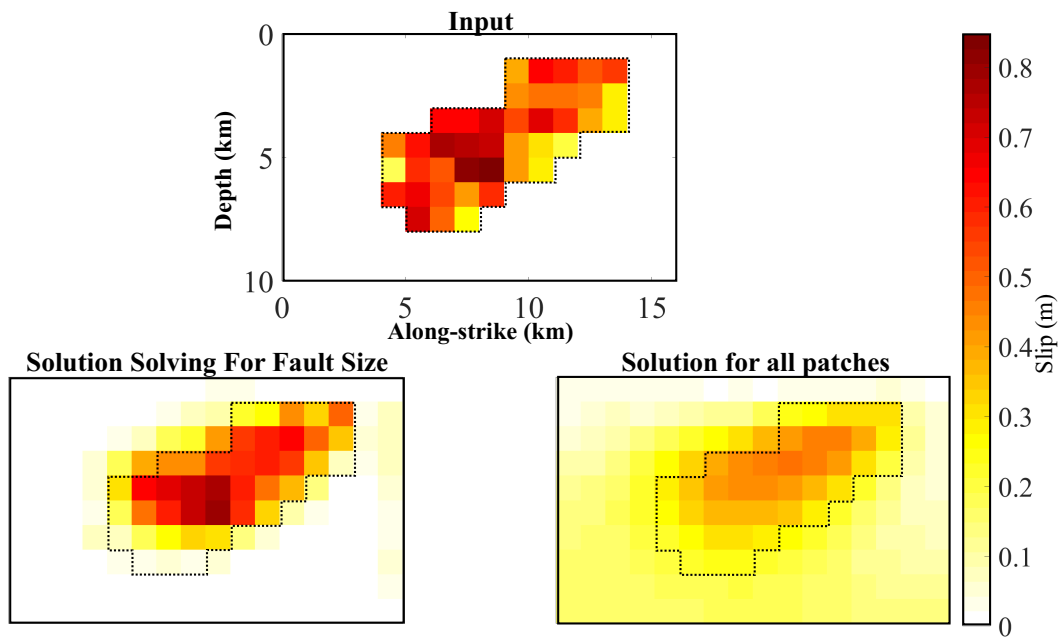 Input
0
5
10
Depth (km)
0
5
10
15
Along-strike (km)
Solution Solving For Fault Size
Solution for all patches
0.8
0.7
0.6
0.5
0.4
0.3
0.2
0.1
0
Slip (m)